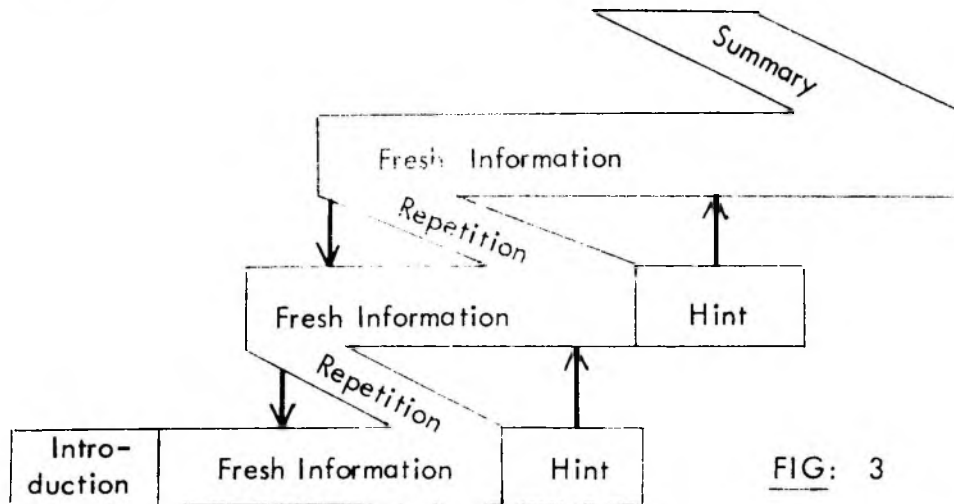 Summary
Fresh Information
Repetition
Fresh Information
Hint
Repetition
Intro-
duction
Fresh Information
Hint
FIG: 3